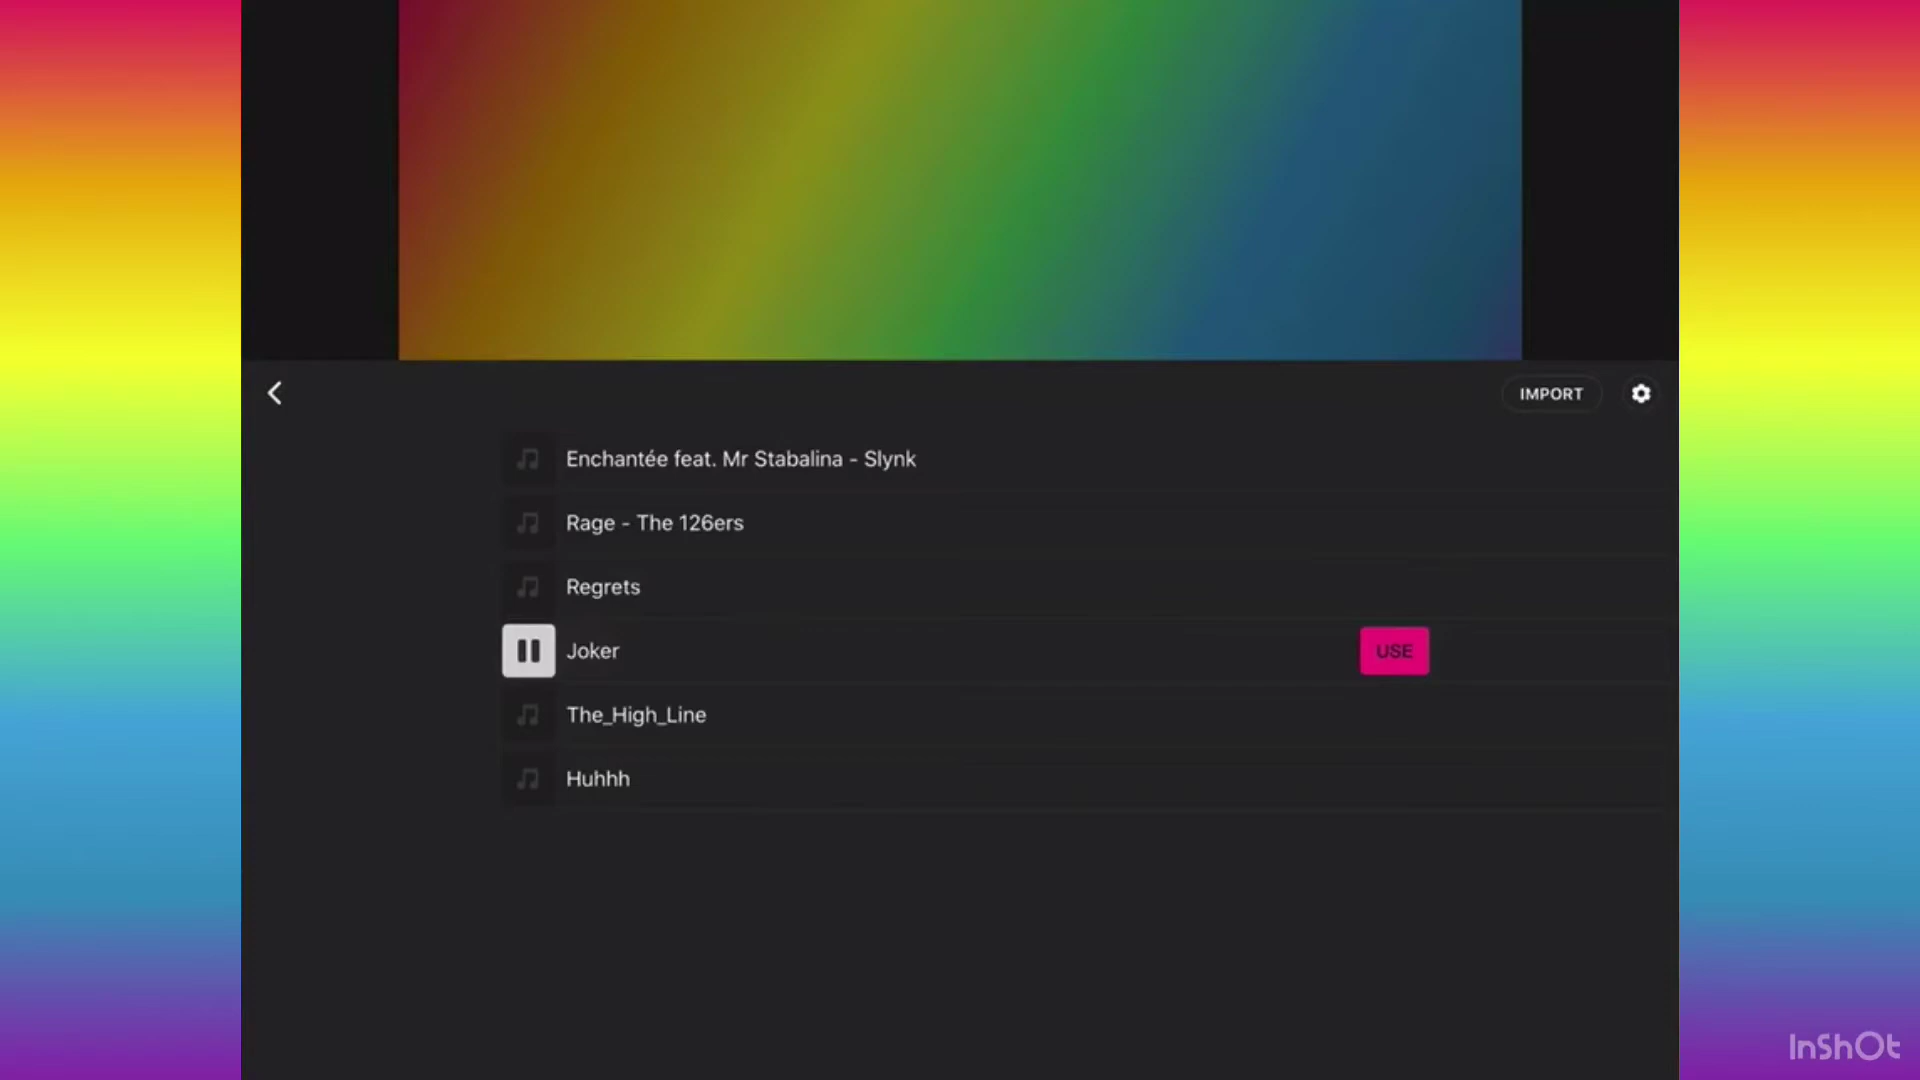 IMPORT
Enchantée feat. Mr Stabalina - Slynk
Rage - The 126ers
Regrets
Joker
USE
The_High_Line
Huhhh
InShOt